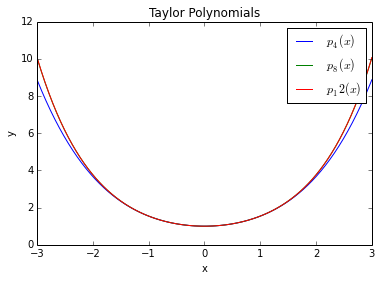 Taylor Polynomials
12
10
8
6
4
2
0
y
−3 −2 −1 0 1 2 3
x
p₄(x)
p₈(x)
p₁2(x)